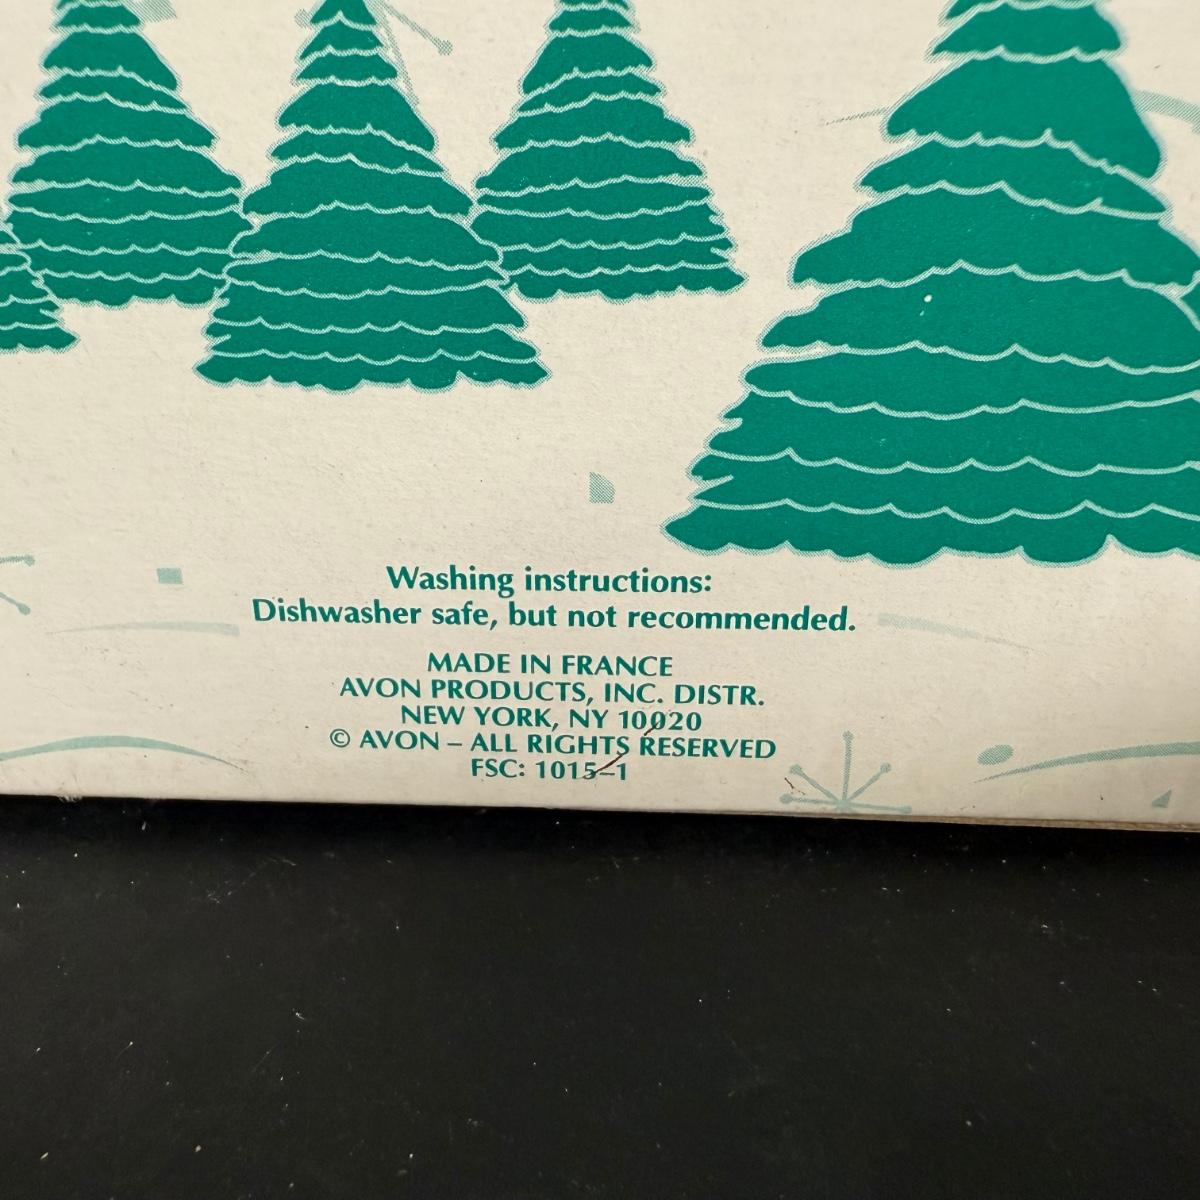 Washing instructions:
Dishwasher safe, but not recommended.
MADE IN FRANCE
AVON PRODUCTS, INC. DISTR.
NEW YORK, NY 10020
© AVON – ALL RIGHTS RESERVED
FSC: 1015–1